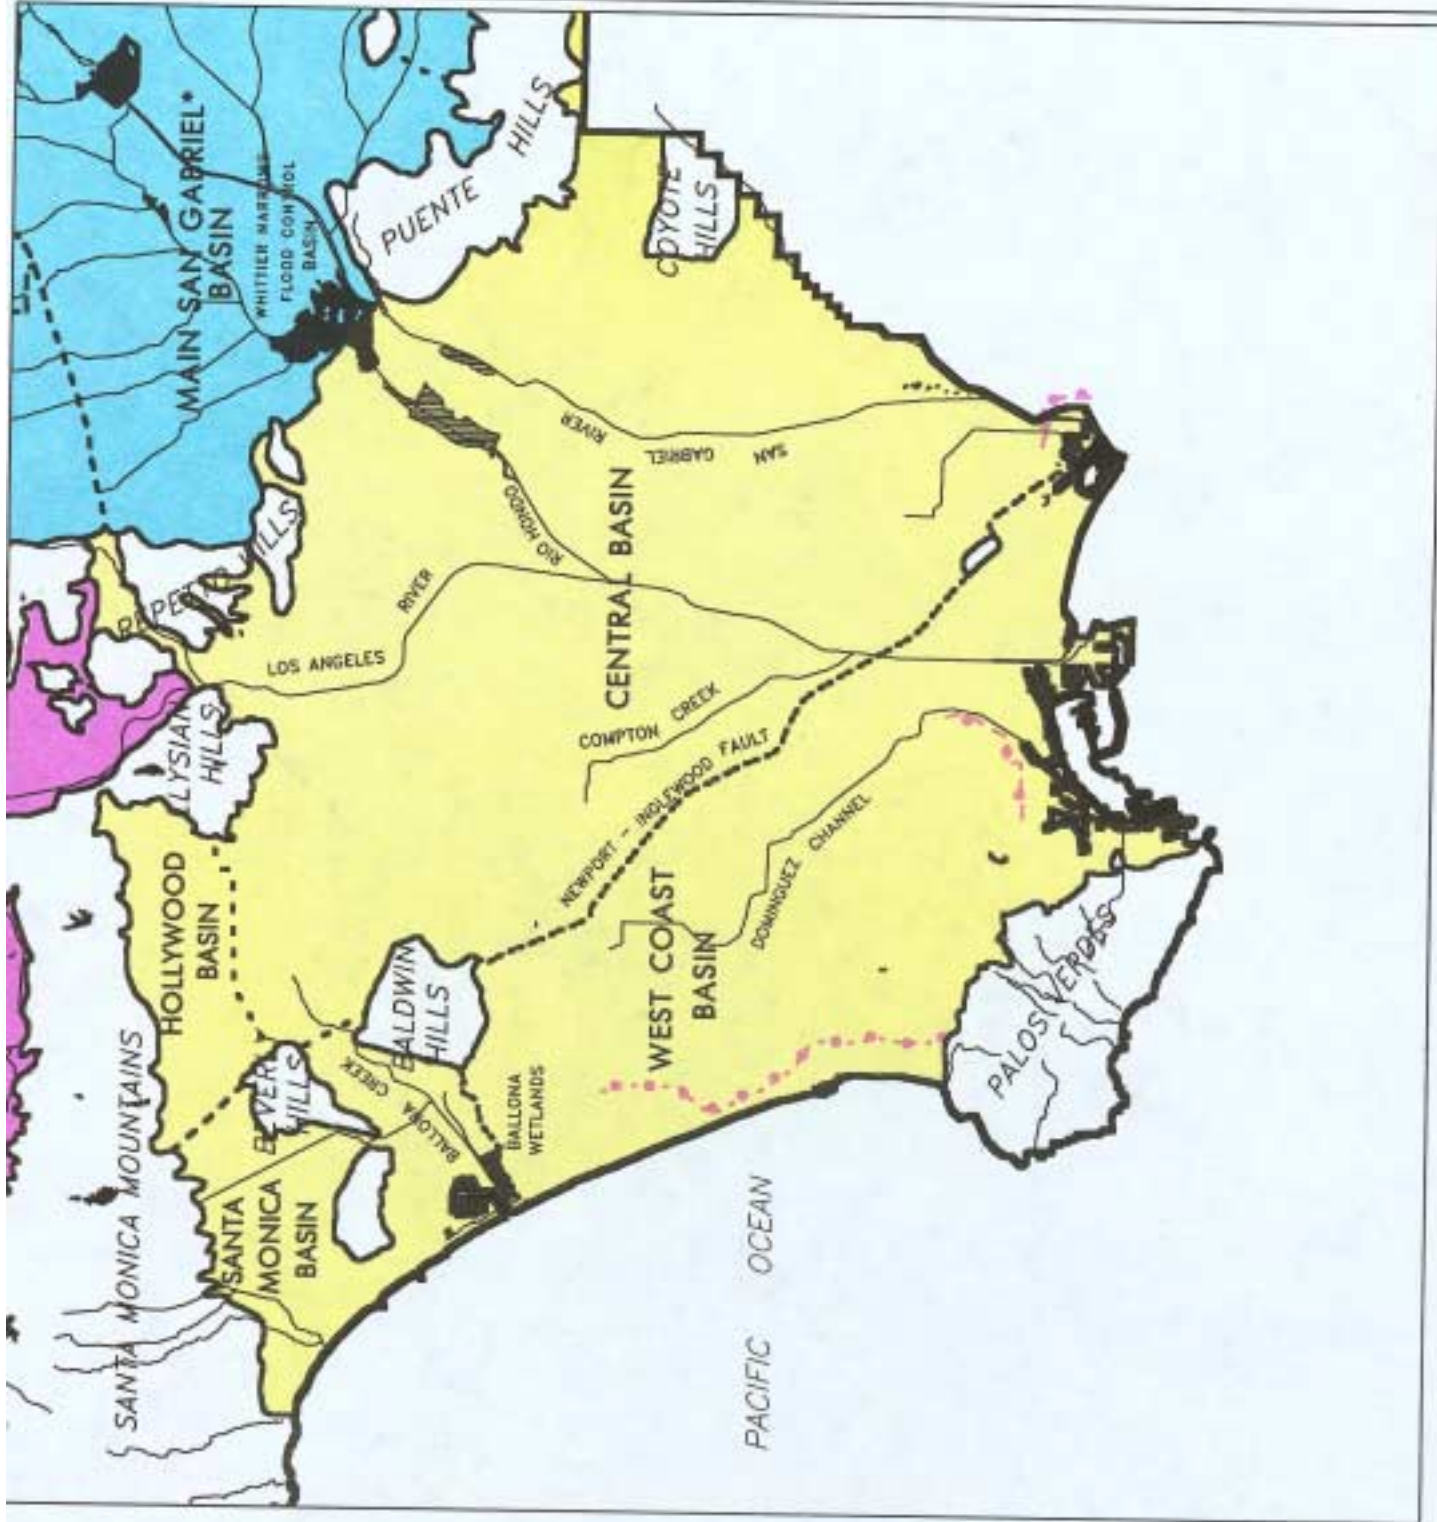 SANTA MONICA MOUNTAINS
HOLLYWOOD
BASIN
LYSIAN
HILLS
HILLS
MAIN SAN GABRIEL*
BASIN
WHITTIER NARROWS
FLOOD CONTROL
BASIN
SANTA
MONICA
BASIN
HILLS
BALLONA CREEK
BALDWIN
HILLS
LOS ANGELES RIVER
PUENTE HILLS
BALLONA
WETLANDS
RIO HONDO
SAN GABRIEL RIVER
CENTRAL BASIN
COMPTON CREEK
COYOTE
HILLS
NEWPORT - INGLEWOOD FAULT
WEST COAST
BASIN
DOMINGUEZ CHANNEL
PACIFIC OCEAN
PALOS VERDES